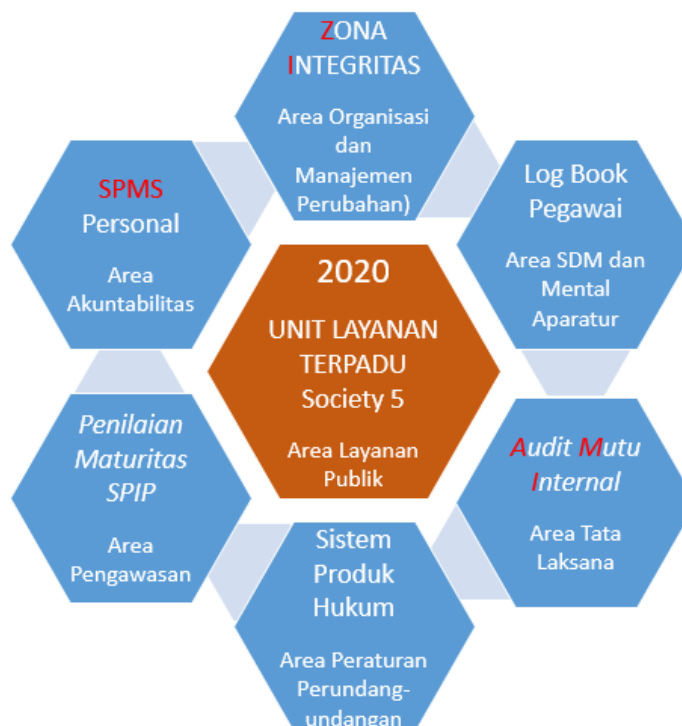 ZONA
INTEGRITAS
Area Organisasi
dan
Manajemen
Perubahan)
Log Book
Pegawai
Area SDM dan
Mental
Aparatur
Audit Mutu
Internal
Area Tata
Laksana
Sistem
Produk
Hukum
Area Peraturan
Perundang-
undangan
Penilaian
Maturitas
SPIP
Area
Pengawasan
SPMS
Personal
Area
Akuntabilitas
2020
UNIT LAYANAN
TERPADU
Society 5
Area Layanan
Publik